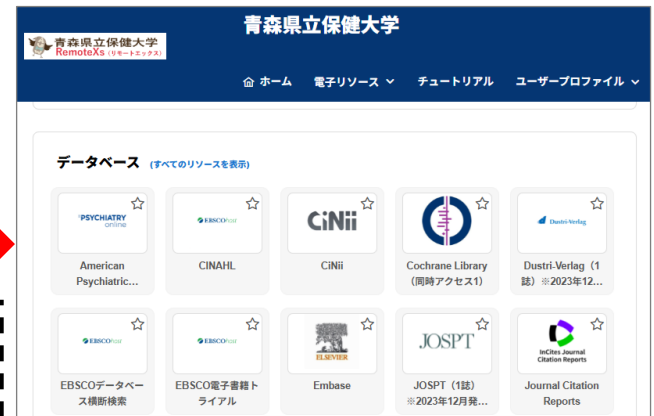 青森県立保健大学
青森県立保健大学
RemoteXs (リモートエックス)
ホーム 電子リソース チュートリアル ユーザープロファイル
データベース (すべてのリソースを表示)
PSYCHIATRY online
EBSCOhost
CiNii
Dustri-Verlag
American Psychiatric...
CINAHL
CiNii
Cochrane Library (同時アクセス1)
Dustri-Verlag（1誌）※2023年12...
EBSCOhost
EBSCOhost
ELSEVIER
JOSPT
InCites Journal Citation Reports
EBSCOデータベース横断検索
EBSCO電子書籍トライアル
Embase
JOSPT（1誌）※2023年12月発...
Journal Citation Reports